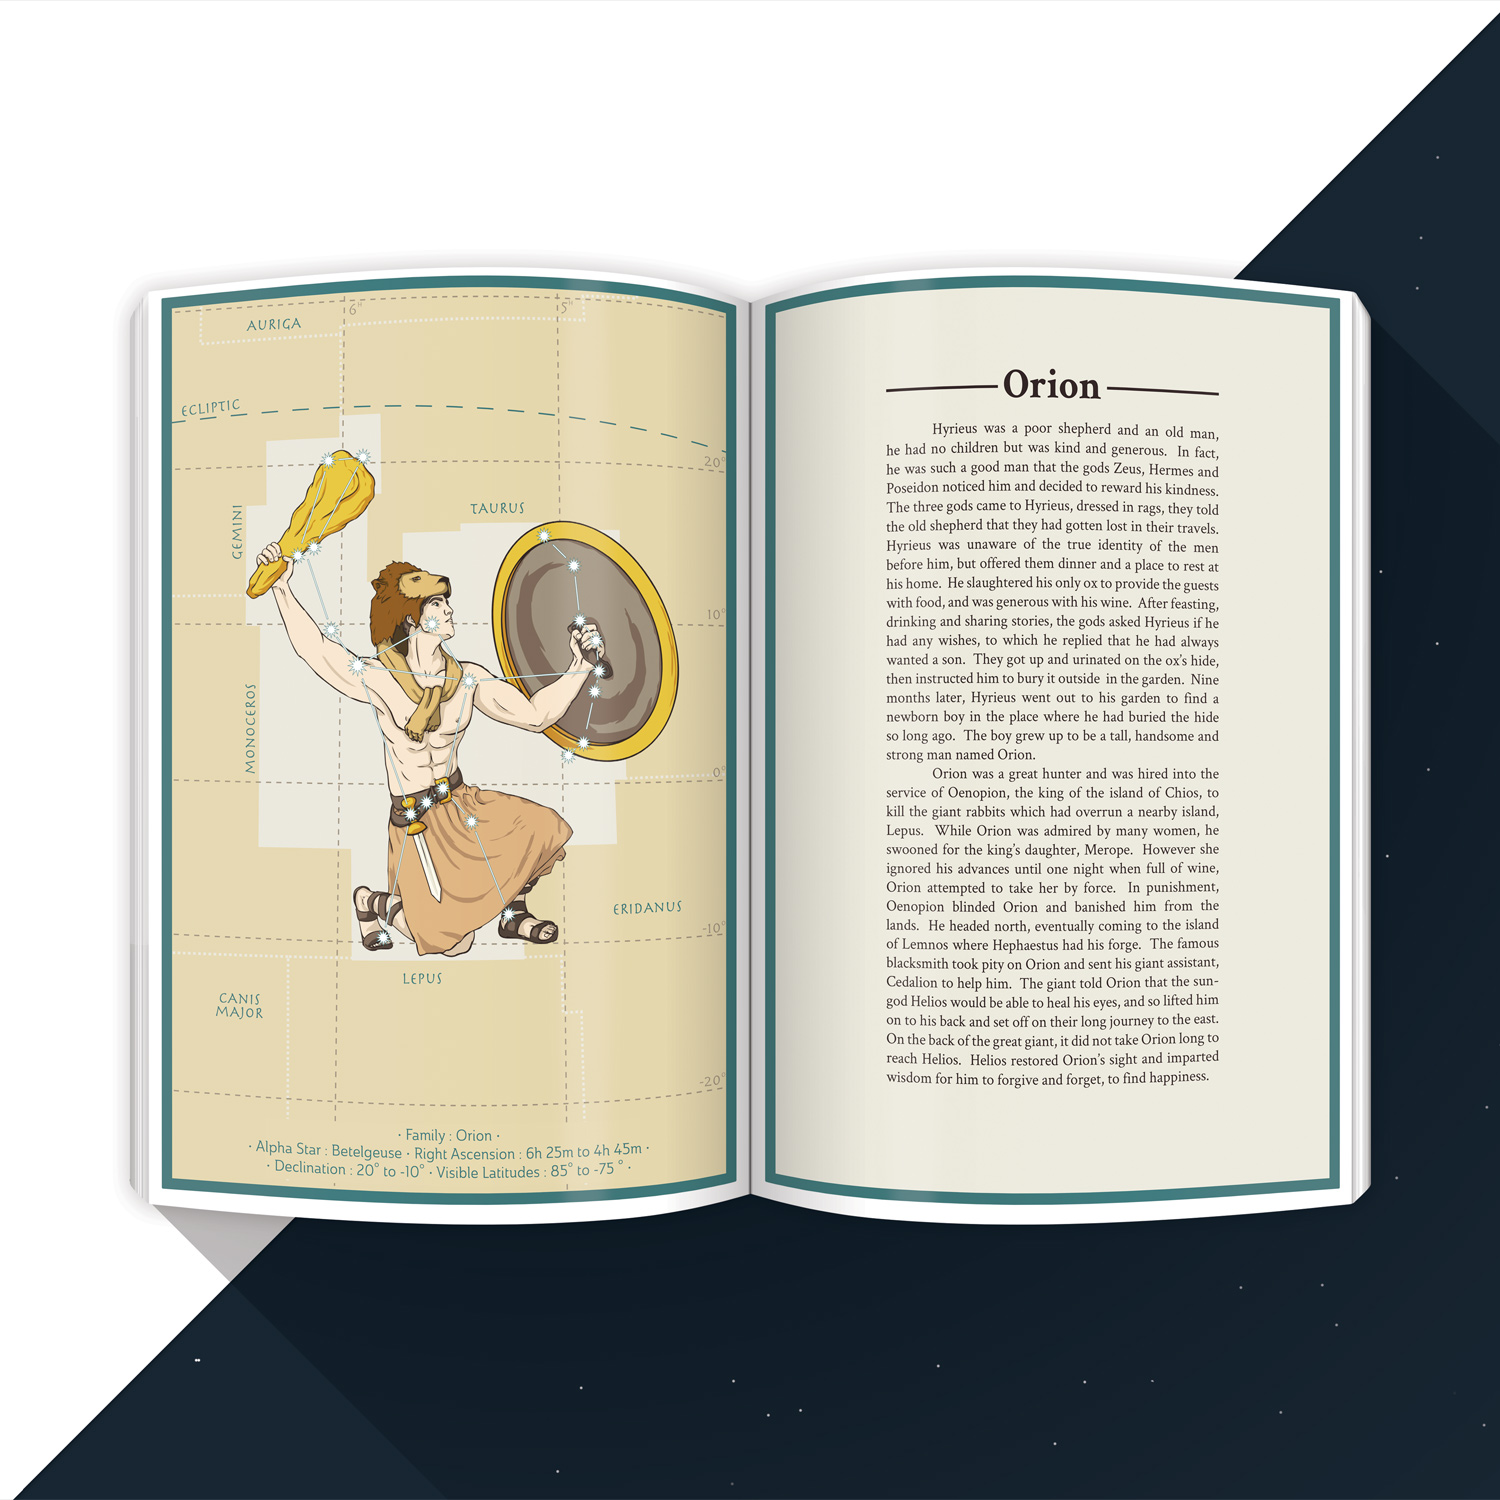 6H
5H
AURIGA
ECLIPTIC
20°
TAURUS
GEMINI
10°
MONOCEROS
0°
ERIDANUS
-10°
LEPUS
CANIS
MAJOR
-20°
· Family : Orion ·
· Alpha Star : Betelgeuse · Right Ascension : 6h 25m to 4h 45m ·
· Declination : 20° to -10° · Visible Latitudes : 85° to -75 ° ·
Orion
Hyrieus was a poor shepherd and an old man,
he had no children but was kind and generous. In fact,
he was such a good man that the gods Zeus, Hermes and
Poseidon noticed him and decided to reward his kindness.
The three gods came to Hyrieus, dressed in rags, they told
the old shepherd that they had gotten lost in their travels.
Hyrieus was unaware of the true identity of the men
before him, but offered them dinner and a place to rest at
his home. He slaughtered his only ox to provide the guests
with food, and was generous with his wine. After feasting,
drinking and sharing stories, the gods asked Hyrieus if he
had any wishes, to which he replied that he had always
wanted a son. They got up and urinated on the ox's hide,
then instructed him to bury it outside in the garden. Nine
months later, Hyrieus went out to his garden to find a
newborn boy in the place where he had buried the hide
so long ago. The boy grew up to be a tall, handsome and
strong man named Orion.
Orion was a great hunter and was hired into the
service of Oenopion, the king of the island of Chios, to
kill the giant rabbits which had overrun a nearby island,
Lepus. While Orion was admired by many women, he
swooned for the king's daughter, Merope. However she
ignored his advances until one night when full of wine,
Orion attempted to take her by force. In punishment,
Oenopion blinded Orion and banished him from the
lands. He headed north, eventually coming to the island
of Lemnos where Hephaestus had his forge. The famous
blacksmith took pity on Orion and sent his giant assistant,
Cedalion to help him. The giant told Orion that the sun-
god Helios would be able to heal his eyes, and so lifted him
on to his back and set off on their long journey to the east.
On the back of the great giant, it did not take Orion long to
reach Helios. Helios restored Orion's sight and imparted
wisdom for him to forgive and forget, to find happiness.